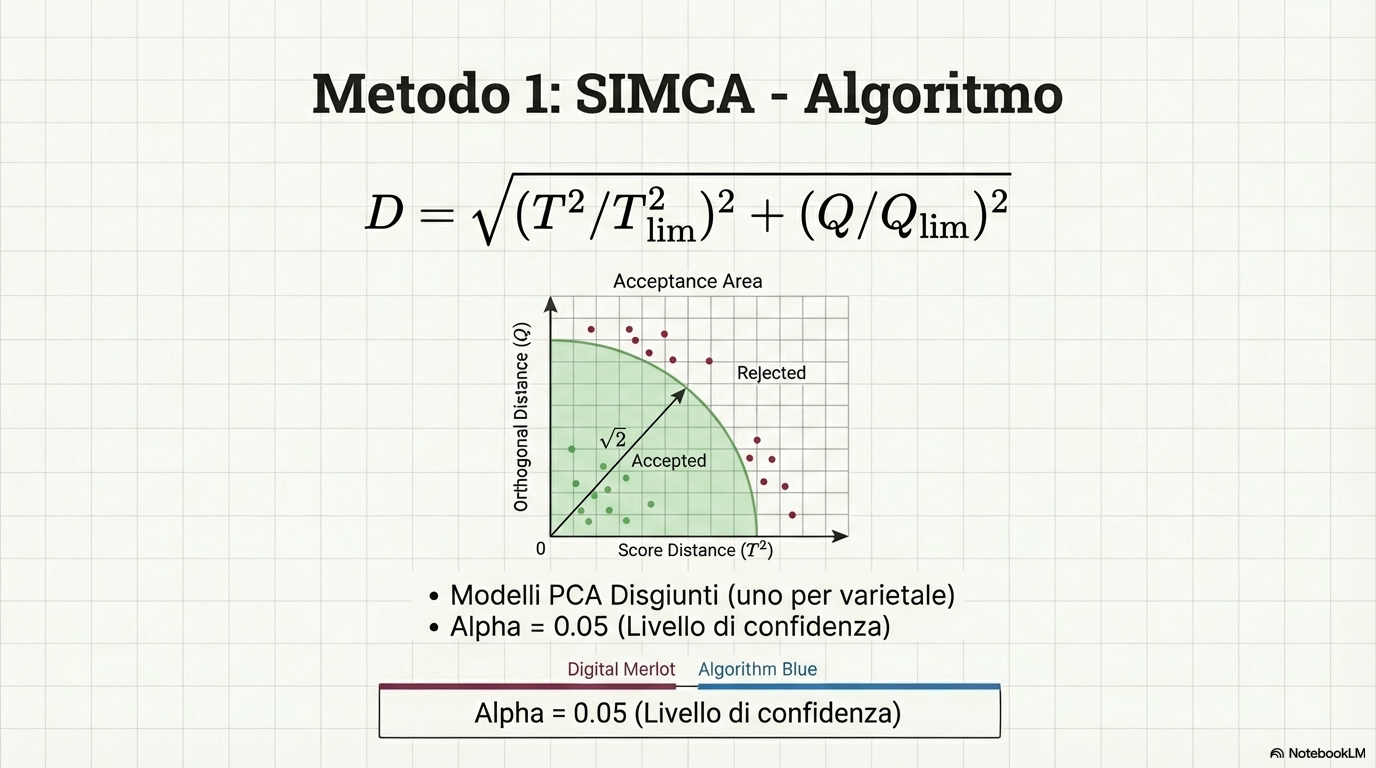 Metodo 1: SIMCA - Algoritmo
D = √(T²/T²lim)² + (Q/Qlim)²
Acceptance Area
Orthogonal Distance (Q)
Rejected
√2
Accepted
0
Score Distance (T²)
• Modelli PCA Disgiunti (uno per varietale)
• Alpha = 0.05 (Livello di confidenza)
Digital Merlot Algorithm Blue
Alpha = 0.05 (Livello di confidenza)
NotebookLM